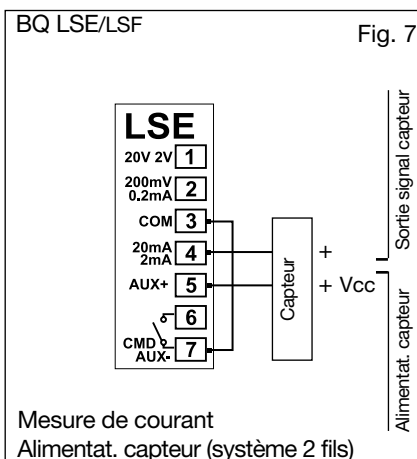 BQ LSE/LSF
Fig. 7
LSE
20V 2V 1
200mV
0.2mA 2
COM 3
20mA
2mA 4
AUX+ 5
6
CMD
AUX- 7
Capteur
+
+ Vcc
Sortie signal capteur
Alimentat. capteur
Mesure de courant
Alimentat. capteur (système 2 fils)